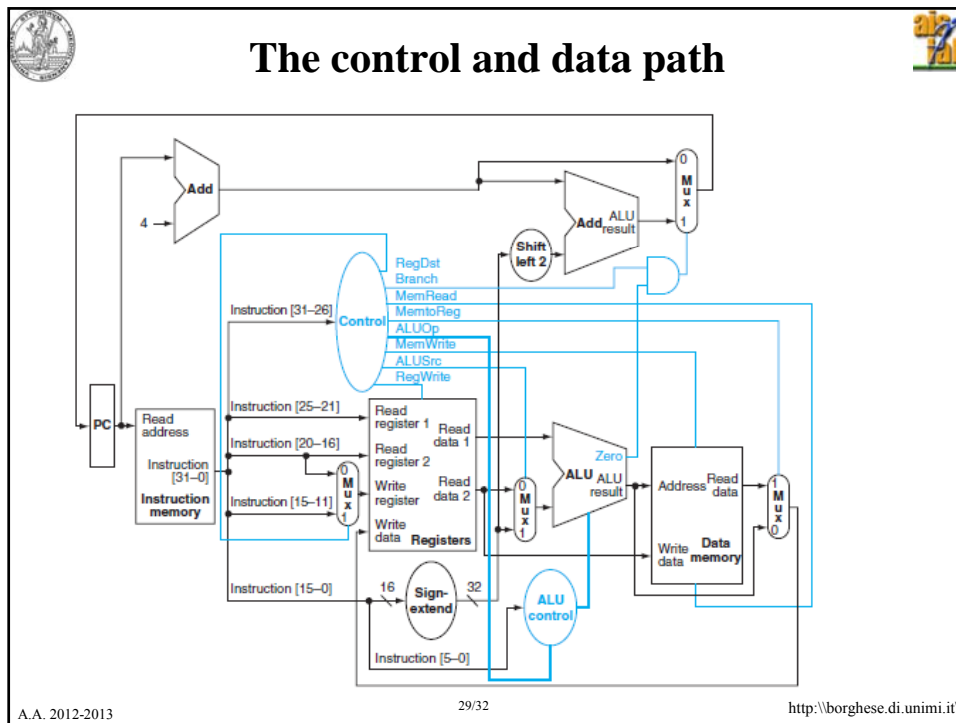 The control and data path
0
M
u
x
1
Add
4
Add ALU
result
Shift
left 2
RegDst
Branch
MemRead
MemtoReg
ALUOp
MemWrite
ALUSrc
RegWrite
Control
Instruction [31–26]
Instruction [25–21]
Instruction [20–16]
Instruction [15–11]
Instruction [15–0]
Instruction [5–0]
PC
Read
address
Instruction
[31–0]
Instruction
memory
0
M
u
x
1
Read
register 1
Read
register 2
Write
register
Write
data
Read
data 1
Read
data 2
Registers
16
Sign-
extend
32
0
M
u
x
1
Zero
ALU ALU
result
ALU
control
Address
Read
data
Write
data
Data
memory
1
M
u
x
0
A.A. 2012-2013
29/32
http:\\borghese.di.unimi.it\